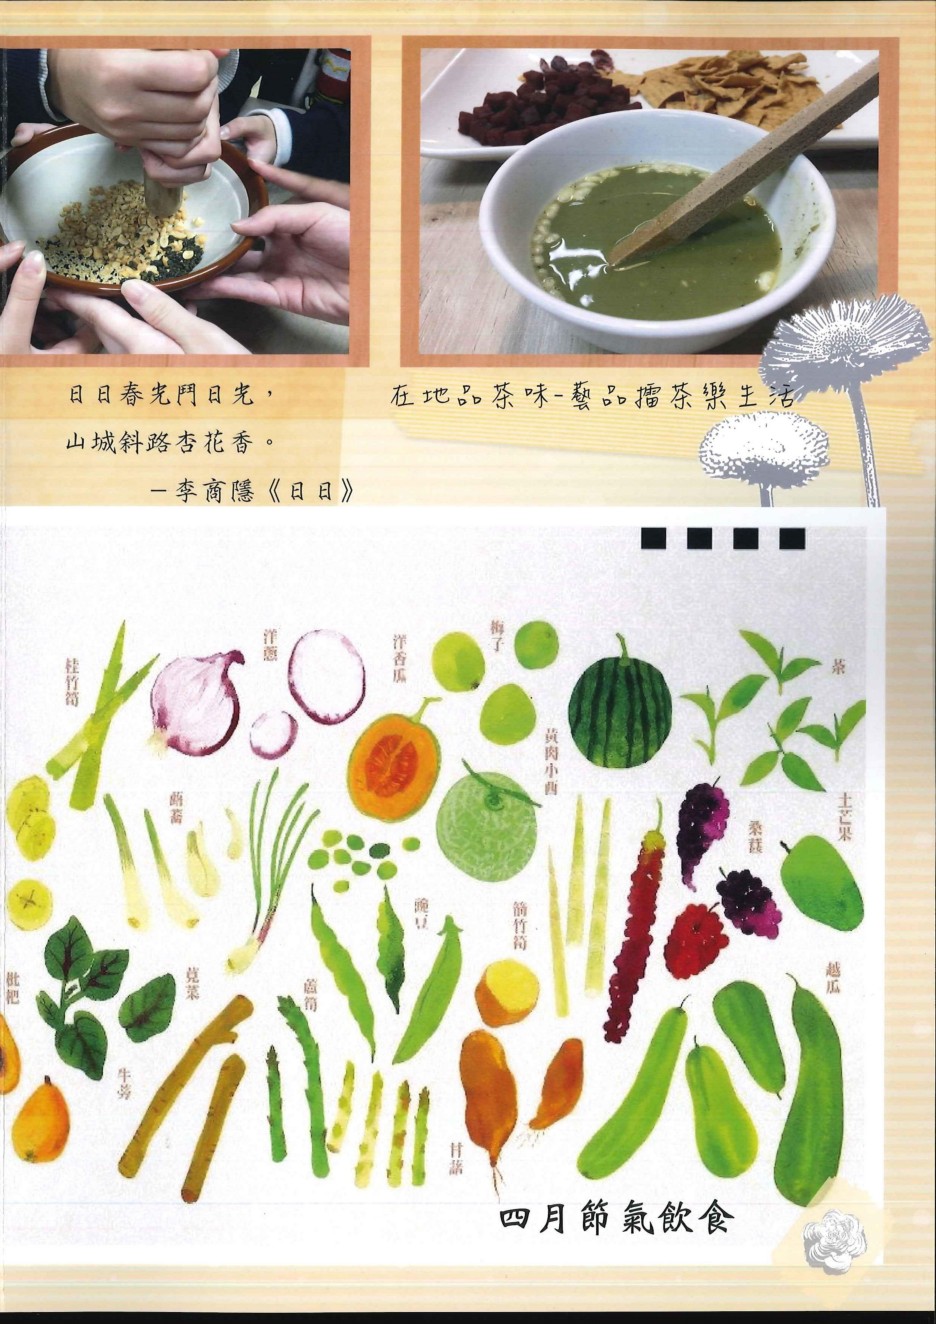 日日春光鬥日光，
山城斜路杏花香。
－李商隱《日日》
在地品茶味-藝品擂茶樂生活
桂竹筍
洋蔥
洋香瓜
梅子
茶
黃肉小西
蕗蕎
桑葚
土芒果
豌豆
箭竹筍
枇杷
莧菜
蘆筍
越瓜
牛蒡
甘藷
四月節氣飲食